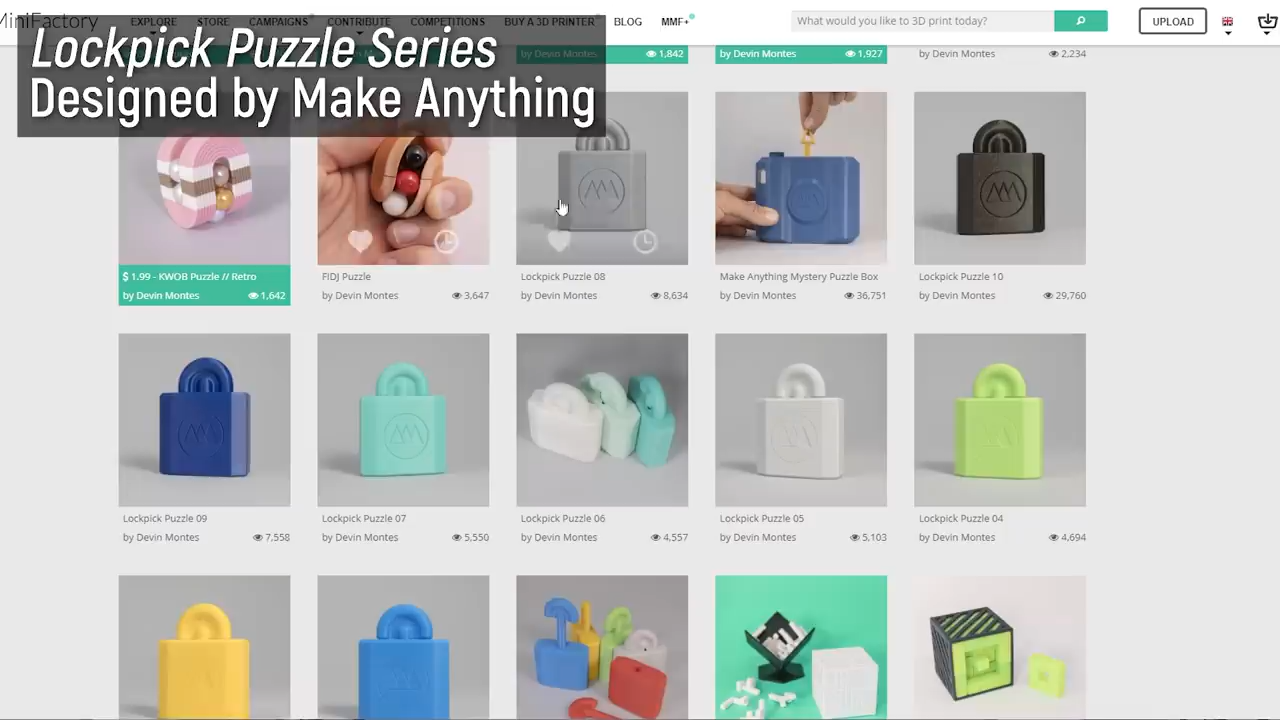 MiniFactory
EXPLORE STORE CAMPAIGNS CONTRIBUTE COMPETITIONS BUY A 3D PRINTER BLOG MMF+
What would you like to 3D print today?
UPLOAD
Lockpick Puzzle Series
Designed by Make Anything
by Devin Montes 1,842
by Devin Montes 1,927
by Devin Montes 2,234
$ 1.99 - KWOB Puzzle // Retro
by Devin Montes 1,642
FIDJ Puzzle
by Devin Montes 3,647
Lockpick Puzzle 08
by Devin Montes 8,634
Make Anything Mystery Puzzle Box
by Devin Montes 36,751
Lockpick Puzzle 10
by Devin Montes 29,760
Lockpick Puzzle 09
by Devin Montes 7,558
Lockpick Puzzle 07
by Devin Montes 5,550
Lockpick Puzzle 06
by Devin Montes 4,557
Lockpick Puzzle 05
by Devin Montes 5,103
Lockpick Puzzle 04
by Devin Montes 4,694